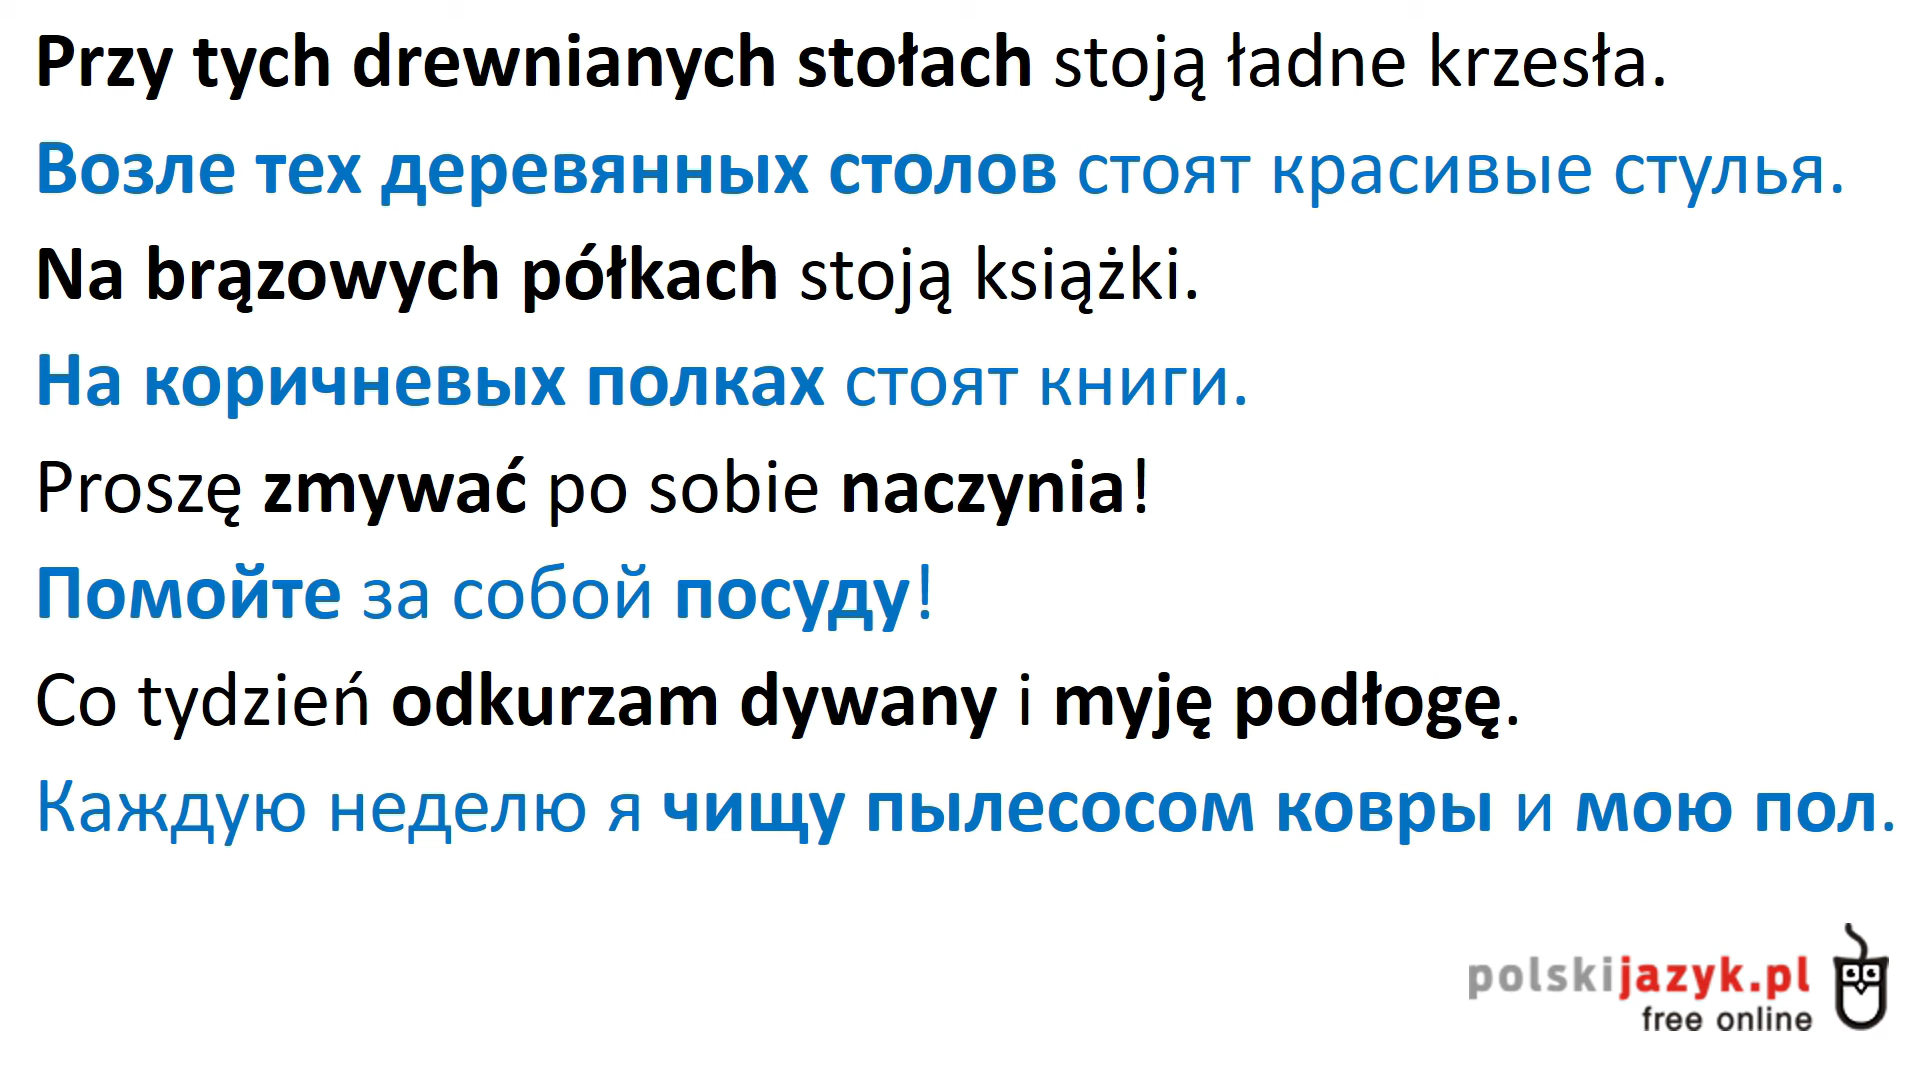 Przy tych drewnianych stołach stoją ładne krzesła.
Возле тех деревянных столов стоят красивые стулья.
Na brązowych półkach stoją książki.
На коричневых полках стоят книги.
Proszę zmywać po sobie naczynia!
Помойте за собой посуду!
Co tydzień odkurzam dywany i myję podłogę.
Каждую неделю я чищу пылесосом ковры и мою пол.
polskijazyk.pl
free online